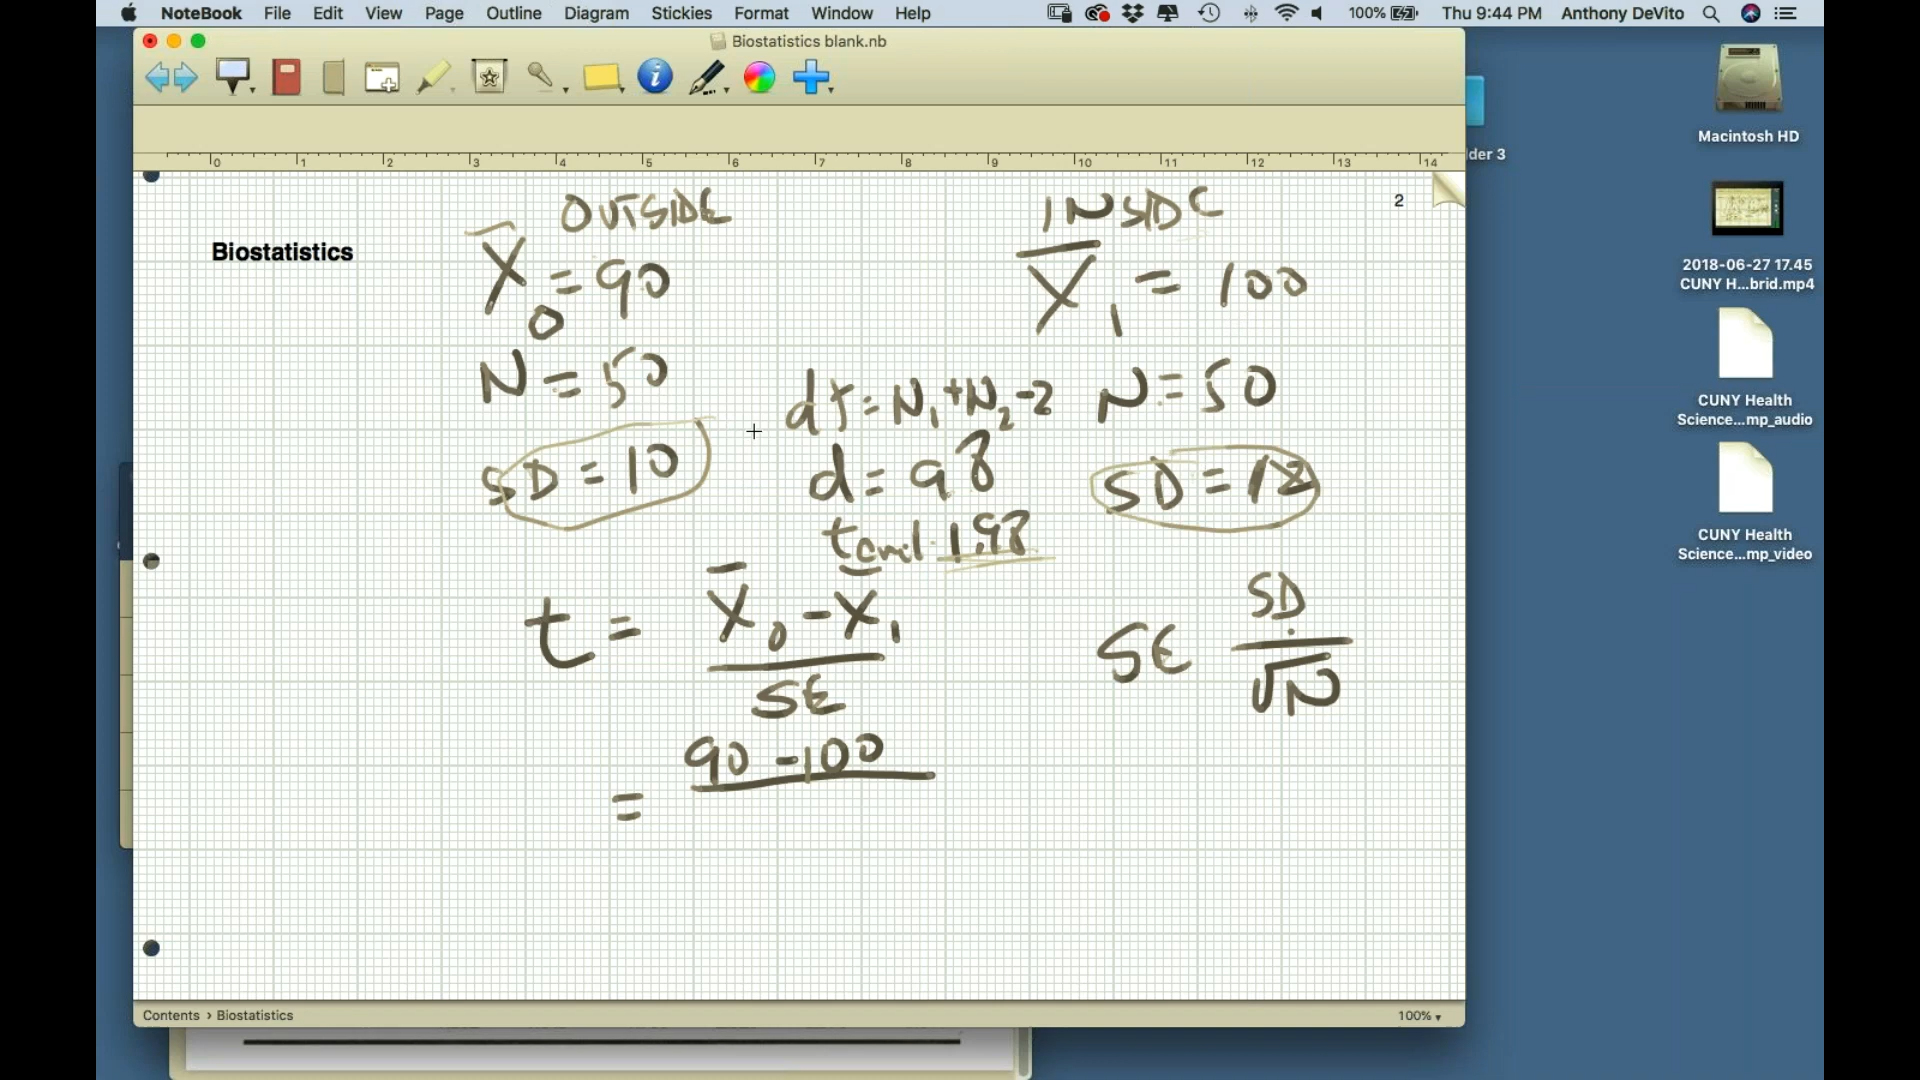 NoteBook File Edit View Page Outline Diagram Stickies Format Window Help 100% Thu 9:44 PM Anthony DeVito
Biostatistics blank.nb
0 1 2 3 4 5 6 7 8 9 10 11 12 13 14
2
Biostatistics
OUTSIDE
X̅₀ = 90
N = 50
SD = 10
INSIDE
X̅₁ = 100
N = 50
df = N₁ + N₂ - 2
d = 98
t crit 1.98
t = X̅₀ - X̅₁
SE
SE SD
√N
= 90 - 100
Contents › Biostatistics
100%
lder 3
Macintosh HD
2018-06-27 17.45
CUNY H...brid.mp4
CUNY Health
Science...mp_audio
CUNY Health
Science...mp_video